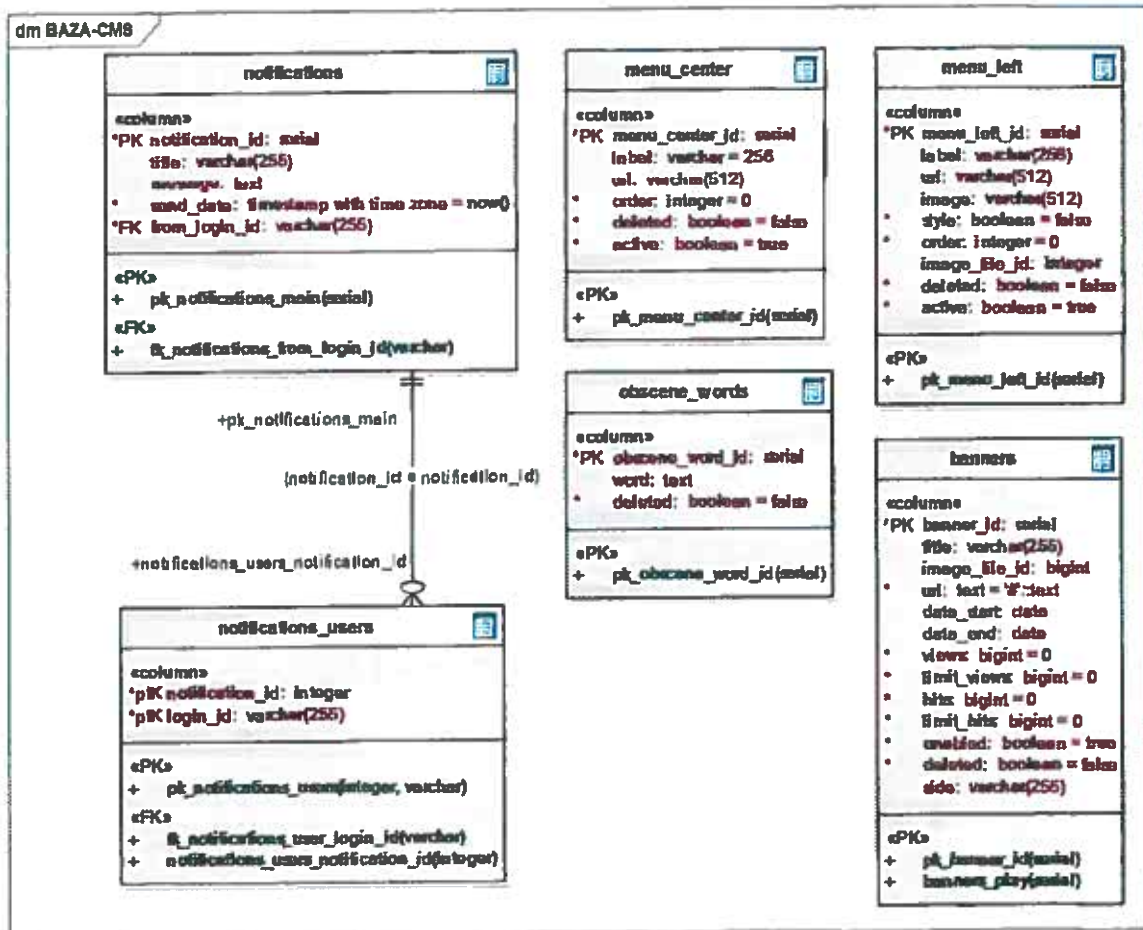 dm BAZA-CMS
notifications
«column»
*PK notification_id: serial
title: varchar(255)
message: text
* send_date: timestamp with time zone = now()
*FK from_login_id: varchar(255)
«PK»
+ pk_notifications_main(serial)
«FK»
+ fk_notifications_from_login_id(varchar)
+pk_notifications_main
(notification_id = notification_id)
+notifications_users_notification_id
notifications_users
«column»
*pfK notification_id: integer
*pfK login_id: varchar(255)
«PK»
+ pk_notifications_users(integer, varchar)
«FK»
+ fk_notifications_user_login_id(varchar)
+ notifications_users_notification_id(integer)
menu_center
«column»
*PK menu_center_id: serial
label: varchar = 256
url: varchar(512)
* order: integer = 0
* deleted: boolean = false
* active: boolean = true
«PK»
+ pk_menu_center_id(serial)
obscene_words
«column»
*PK obscene_word_id: serial
word: text
* deleted: boolean = false
«PK»
+ pk_obscene_word_id(serial)
menu_left
«column»
*PK menu_left_id: serial
label: varchar(256)
url: varchar(512)
image: varchar(512)
* style: boolean = false
* order: integer = 0
image_file_id: integer
* deleted: boolean = false
* active: boolean = true
«PK»
+ pk_menu_left_id(serial)
banners
«column»
*PK banner_id: serial
title: varchar(255)
image_file_id: bigint
* url: text = '#'::text
date_start: date
date_end: date
* views: bigint = 0
* limit_views: bigint = 0
* hits: bigint = 0
* limit_hits: bigint = 0
* enabled: boolean = true
* deleted: boolean = false
side: varchar(255)
«PK»
+ pk_banner_id(serial)
+ banners_pkey(serial)